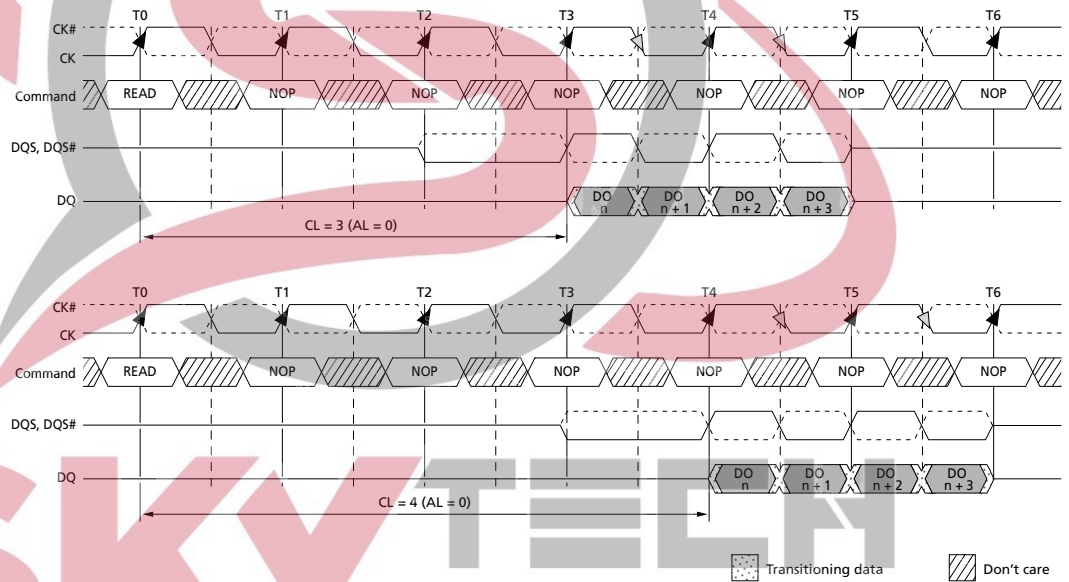 T0 T1 T2 T3 T4 T5 T6
CK#
CK
Command READ NOP NOP NOP NOP NOP NOP
DQS, DQS#
DQ DO n DO n + 1 DO n + 2 DO n + 3
CL = 3 (AL = 0)
T0 T1 T2 T3 T4 T5 T6
CK#
CK
Command READ NOP NOP NOP NOP NOP NOP
DQS, DQS#
DQ DO n DO n + 1 DO n + 2 DO n + 3
CL = 4 (AL = 0)
SKY TECH
Transitioning data Don't care